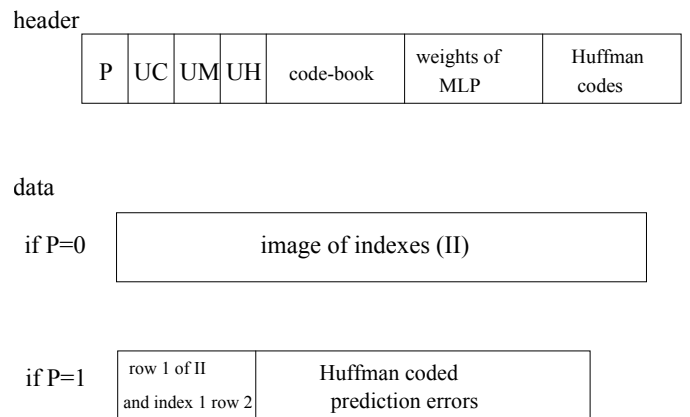 header
P UC UM UH code-book weights of MLP Huffman codes
data
if P=0 image of indexes (II)
if P=1 row 1 of II and index 1 row 2 Huffman coded prediction errors